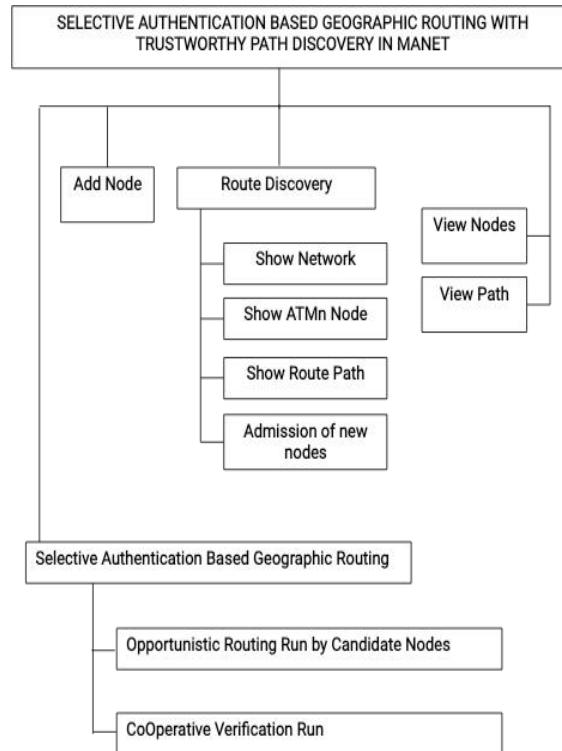 SELECTIVE AUTHENTICATION BASED GEOGRAPHIC ROUTING WITH
TRUSTWORTHY PATH DISCOVERY IN MANET
Add Node
Route Discovery
View Nodes
Show Network
View Path
Show ATMn Node
Show Route Path
Admission of new
nodes
Selective Authentication Based Geographic Routing
Opportunistic Routing Run by Candidate Nodes
CoOperative Verification Run